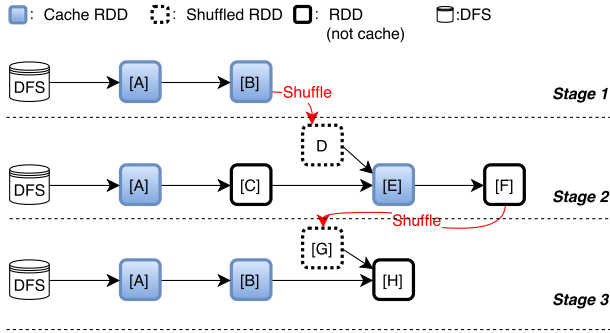 : Cache RDD : Shuffled RDD : RDD :DFS
(not cache)
DFS [A] [B] Shuffle Stage 1
D
DFS [A] [C] [E] [F] Stage 2
Shuffle
[G]
DFS [A] [B] [H] Stage 3